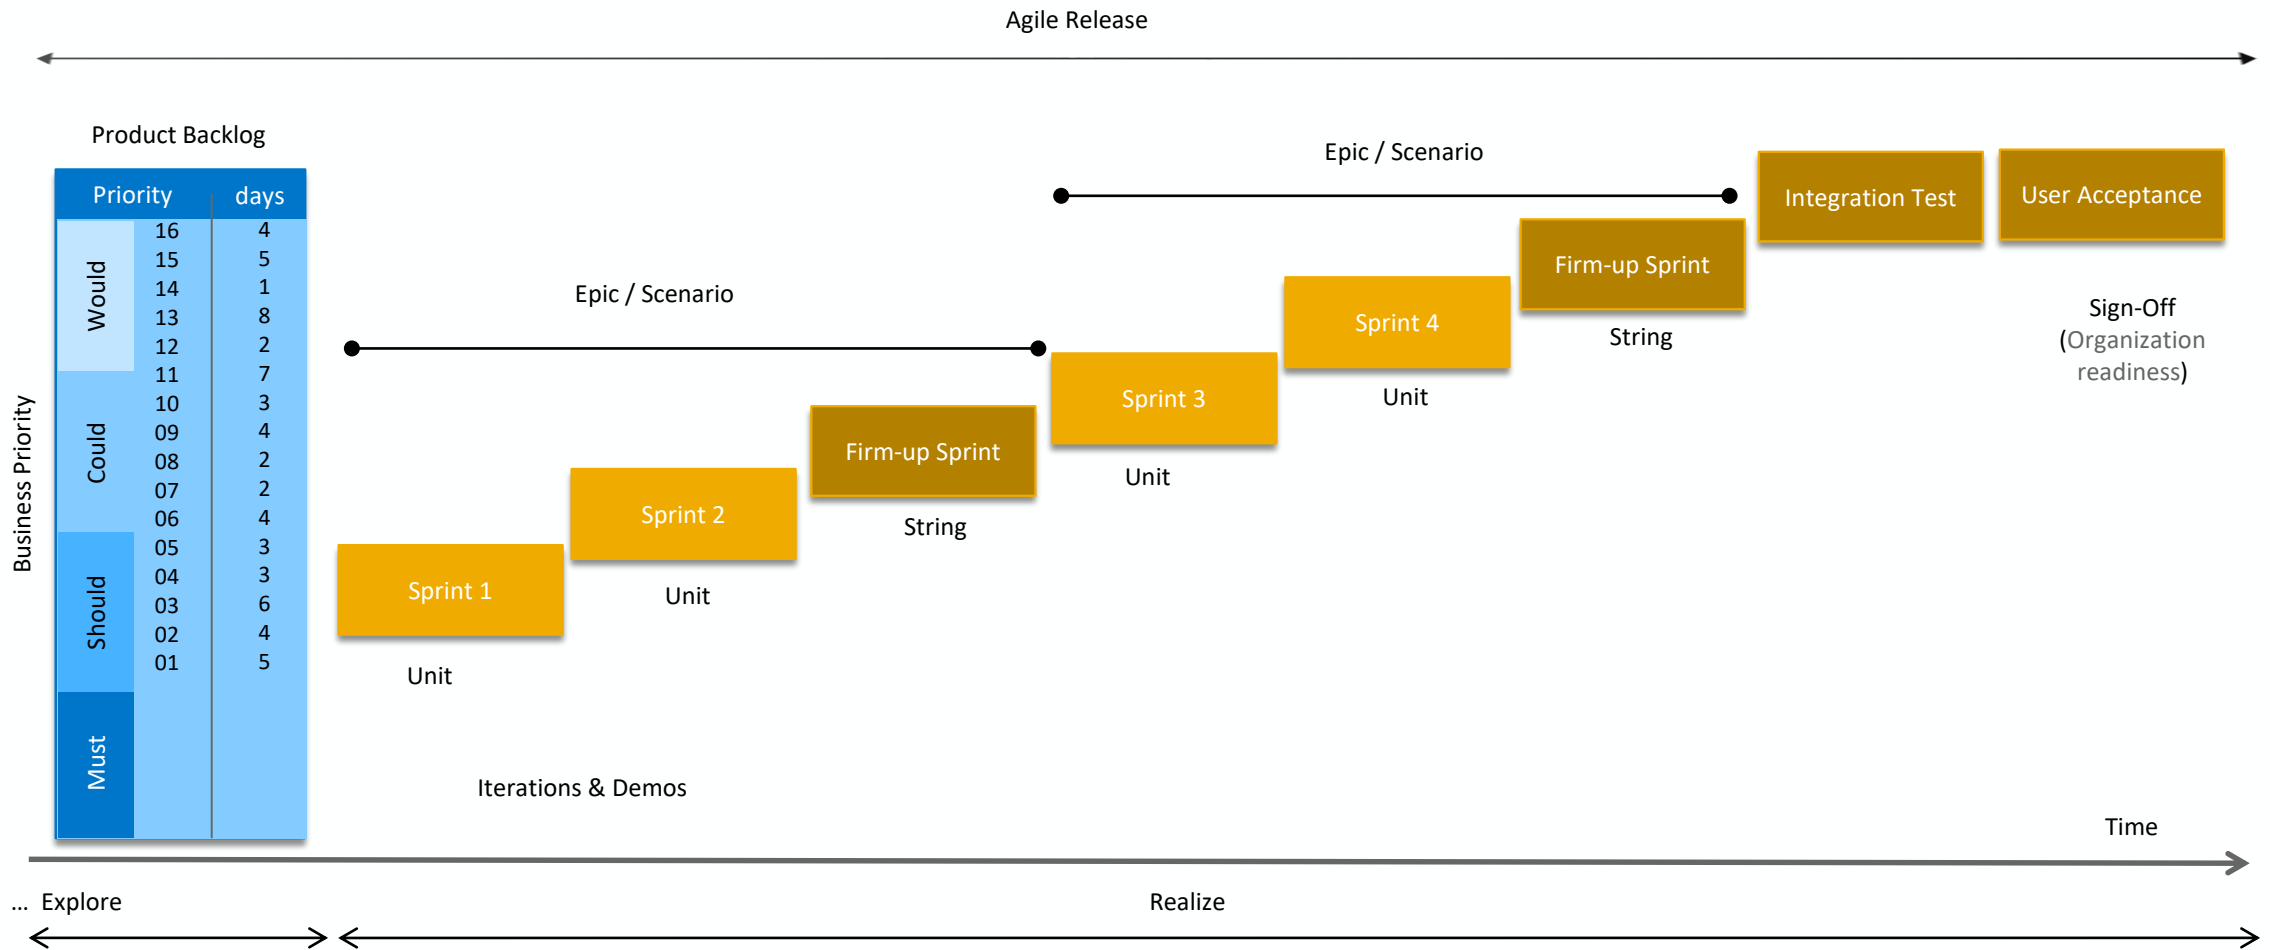 Agile Release
Product Backlog
Priority days
Business Priority
Would
Could
Should
Must
16 4
15 5
14 1
13 8
12 2
11 7
10 3
09 4
08 2
07 2
06 4
05 3
04 3
03 6
02 4
01 5
Epic / Scenario
Sprint 1
Unit
Sprint 2
Unit
Firm-up Sprint
String
Epic / Scenario
Sprint 3
Unit
Sprint 4
Unit
Firm-up Sprint
String
Integration Test
User Acceptance
Sign-Off
(Organization
readiness)
Iterations & Demos
Time
... Explore
Realize